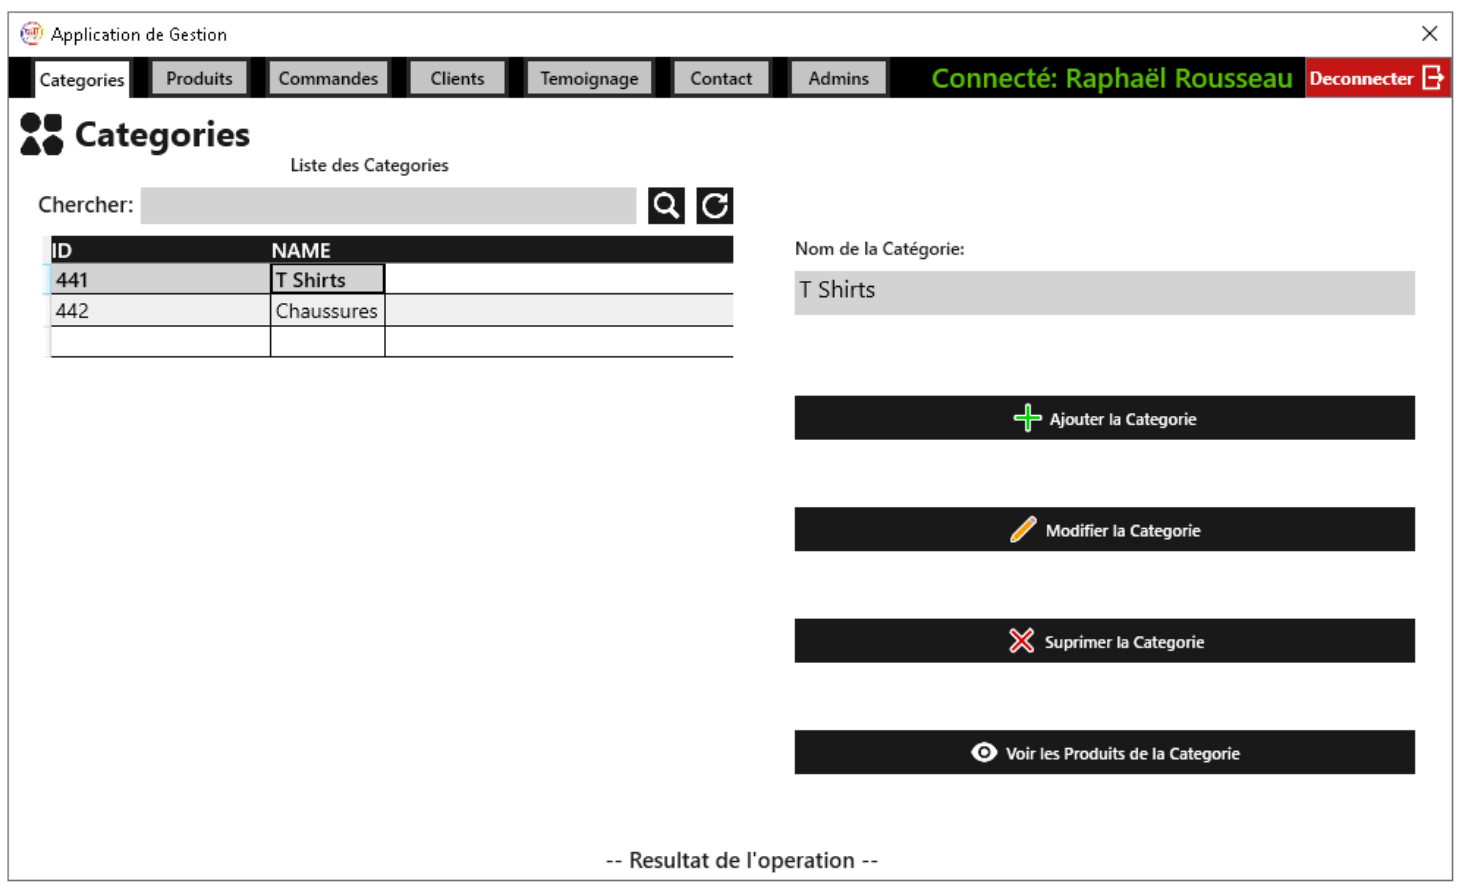 Application de Gestion
Categories Produits Commandes Clients Temoignage Contact Admins Connecté: Raphaël Rousseau Deconnecter
Categories
Liste des Categories
Chercher:
ID NAME
441 T Shirts
442 Chaussures
Nom de la Catégorie:
T Shirts
Ajouter la Categorie
Modifier la Categorie
Suprimer la Categorie
Voir les Produits de la Categorie
-- Resultat de l'operation --